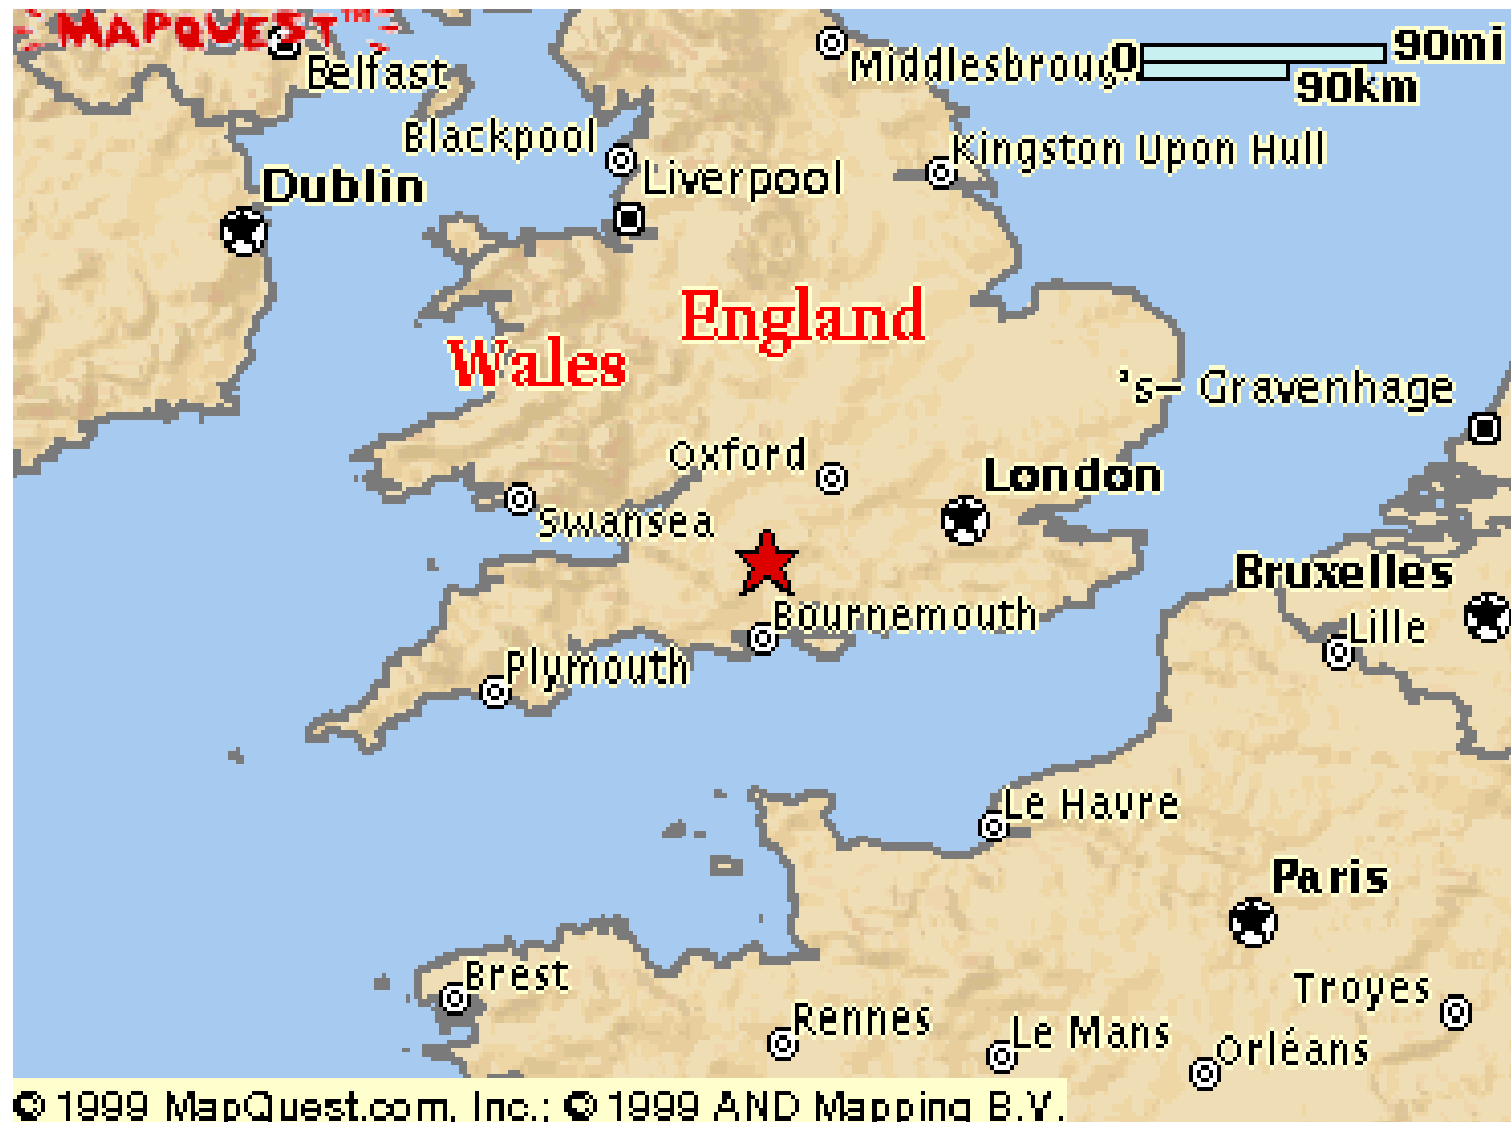 MAPQUEST™
Belfast
Middlesbrough
0 90mi
90km
Blackpool
Kingston Upon Hull
Dublin
Liverpool
England
Wales
's– Gravenhage
Oxford
London
Swansea
Bruxelles
Bournemouth
Lille
Plymouth
Le Havre
Paris
Brest
Troyes
Rennes
Le Mans
Orléans
© 1999 MapQuest.com, Inc.; © 1999 AND Mapping B.V.